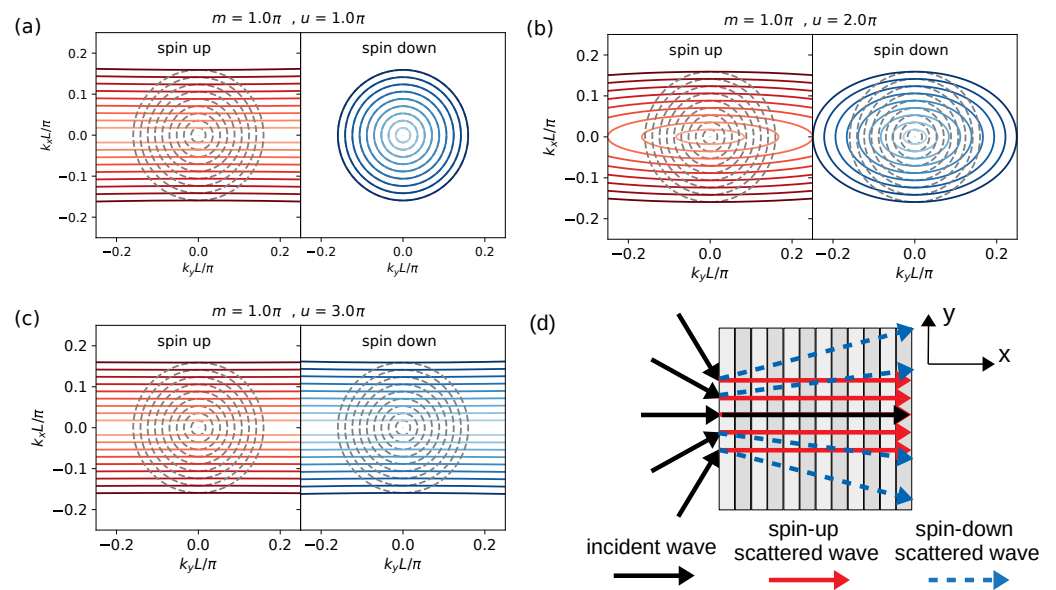 (a)
m = 1.0π , u = 1.0π
spin up
spin down
0.2
0.1
0.0
−0.1
−0.2
kₓL/π
−0.2
0.0
0.2
−0.2
0.0
0.2
k_yL/π
k_yL/π
(b)
m = 1.0π , u = 2.0π
spin up
spin down
0.2
0.1
0.0
−0.1
−0.2
kₓL/π
−0.2
0.0
0.2
−0.2
0.0
0.2
k_yL/π
k_yL/π
(c)
m = 1.0π , u = 3.0π
spin up
spin down
0.2
0.1
0.0
−0.1
−0.2
kₓL/π
−0.2
0.0
0.2
−0.2
0.0
0.2
k_yL/π
k_yL/π
(d)
y
x
incident wave
spin-up
scattered wave
spin-down
scattered wave